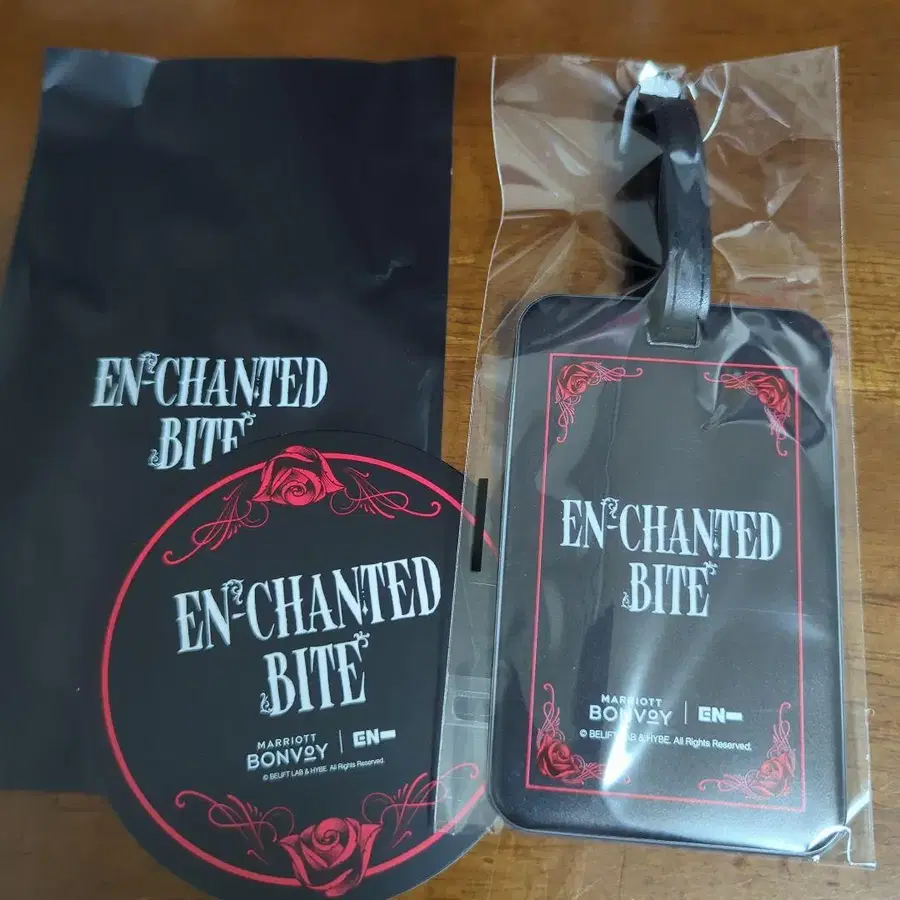 EN-CHANTED
BITE
EN-CHANTED
BITE
MARRIOTT
BONVOY | EN-
© BELIFT LAB & HYBE. All Rights Reserved.
EN-CHANTED
BITE
MARRIOTT
BONVOY | EN-
© BELIFT LAB & HYBE. All Rights Reserved.